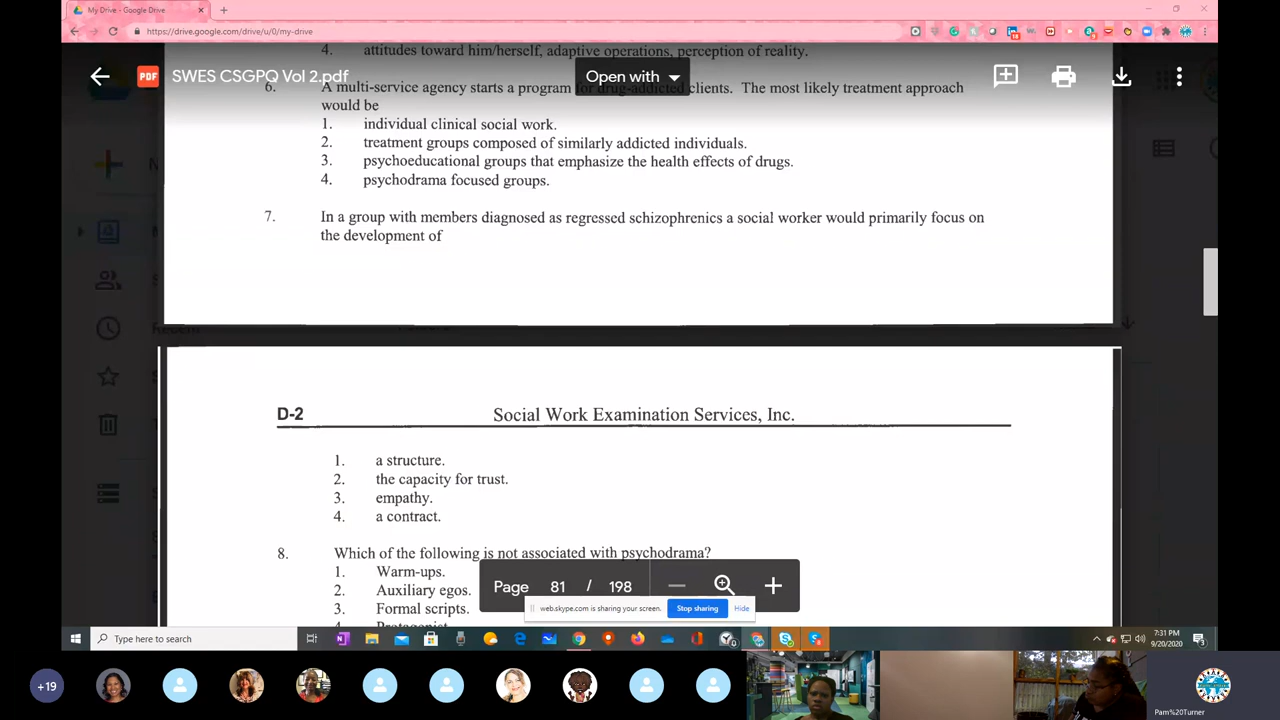 My Drive - Google Drive
https://drive.google.com/drive/u/0/my-drive
4. attitudes toward him/herself, adaptive operations, perception of reality.
PDF SWES CSGPQ Vol 2.pdf
Open with
6. A multi-service agency starts a program for drug-addicted clients. The most likely treatment approach
would be
1. individual clinical social work.
2. treatment groups composed of similarly addicted individuals.
3. psychoeducational groups that emphasize the health effects of drugs.
4. psychodrama focused groups.
7. In a group with members diagnosed as regressed schizophrenics a social worker would primarily focus on
the development of
D-2 Social Work Examination Services, Inc.
1. a structure.
2. the capacity for trust.
3. empathy.
4. a contract.
8. Which of the following is not associated with psychodrama?
1. Warm-ups.
2. Auxiliary egos.
3. Formal scripts.
4. Protagonist
Page 81 / 198
web.skype.com is sharing your screen. Stop sharing Hide
Type here to search
7:31 PM
9/20/2020
+19
Pam%20Turner